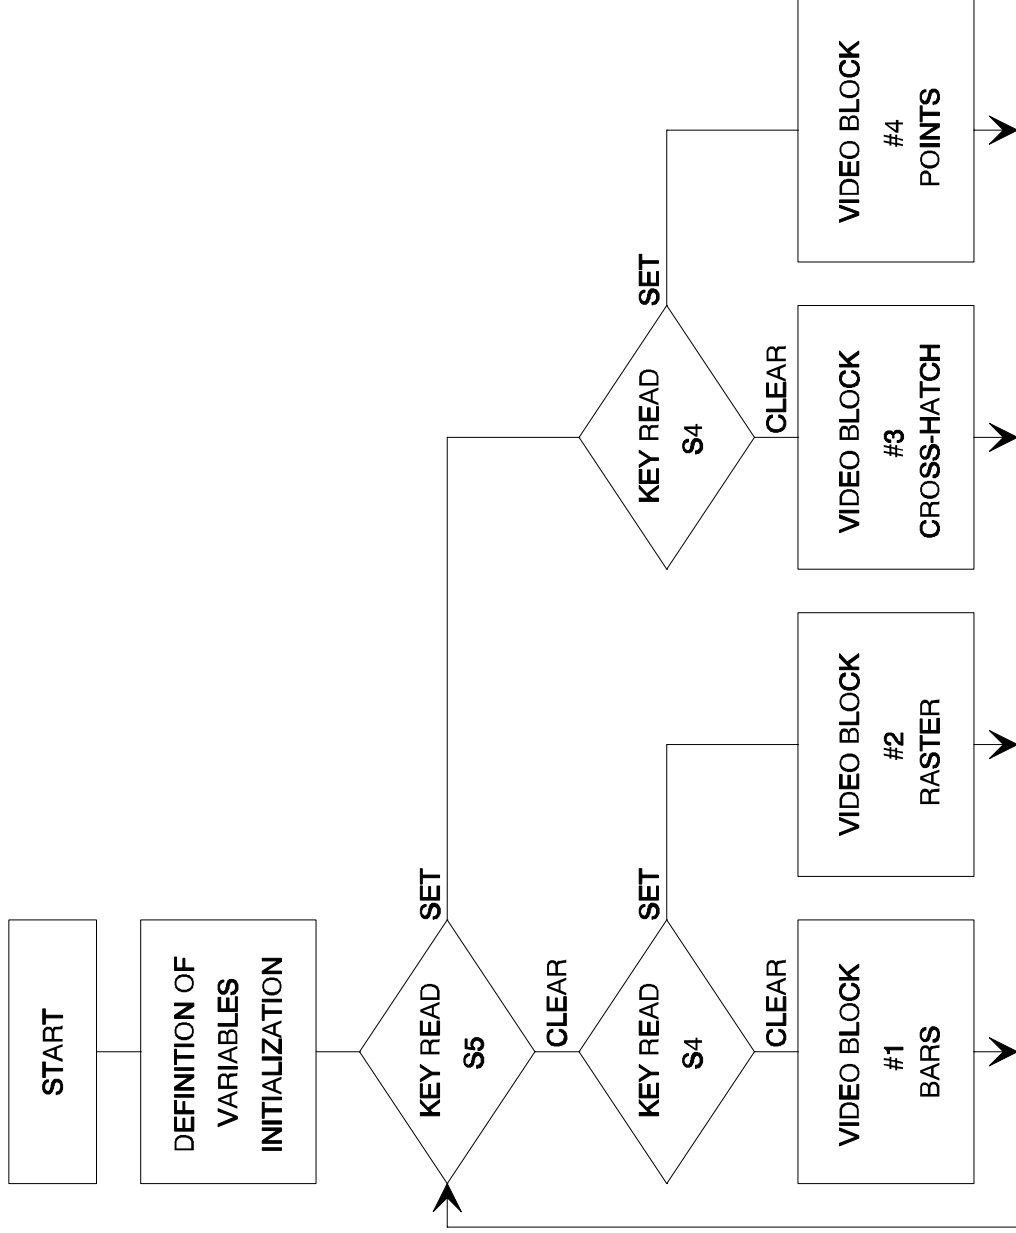 START
DEFINITION OF
VARIABLES
INITIALIZATION
KEY READ
S5
SET
CLEAR
KEY READ
S4
SET
CLEAR
KEY READ
S4
SET
CLEAR
VIDEO BLOCK
#1
BARS
VIDEO BLOCK
#2
RASTER
VIDEO BLOCK
#3
CROSS-HATCH
VIDEO BLOCK
#4
POINTS